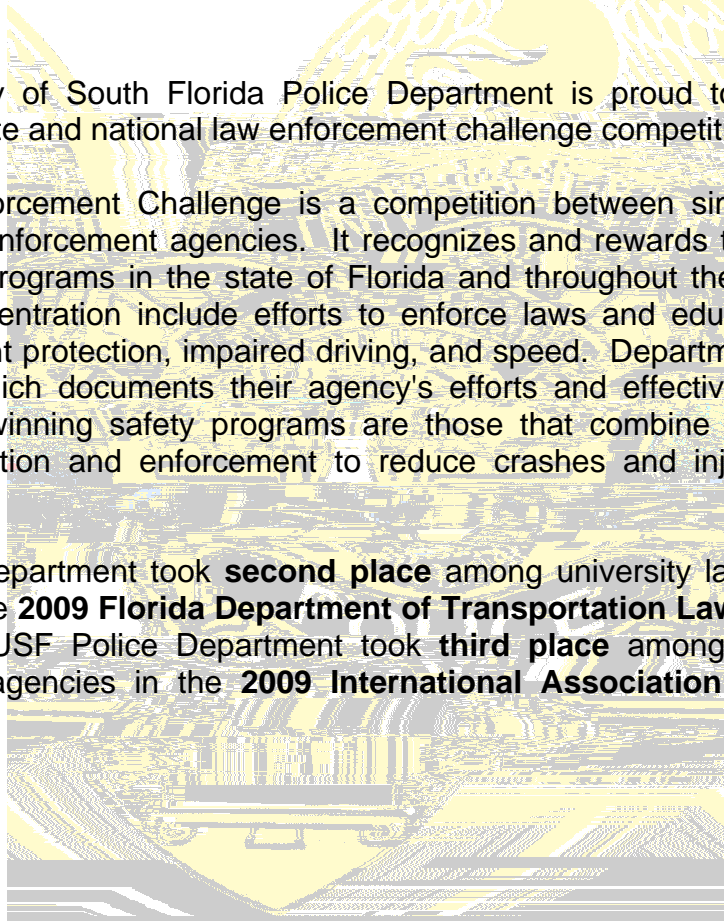 y of South Florida Police Department is proud to
te and national law enforcement challenge competit
orcement Challenge is a competition between sir
nforcement agencies. It recognizes and rewards t
rograms in the state of Florida and throughout the
entration include efforts to enforce laws and edu
nt protection, impaired driving, and speed. Departm
ich documents their agency's efforts and effectiv
winning safety programs are those that combine
tion and enforcement to reduce crashes and inj
epartment took second place among university la
e 2009 Florida Department of Transportation Law
USF Police Department took third place among
agencies in the 2009 International Association